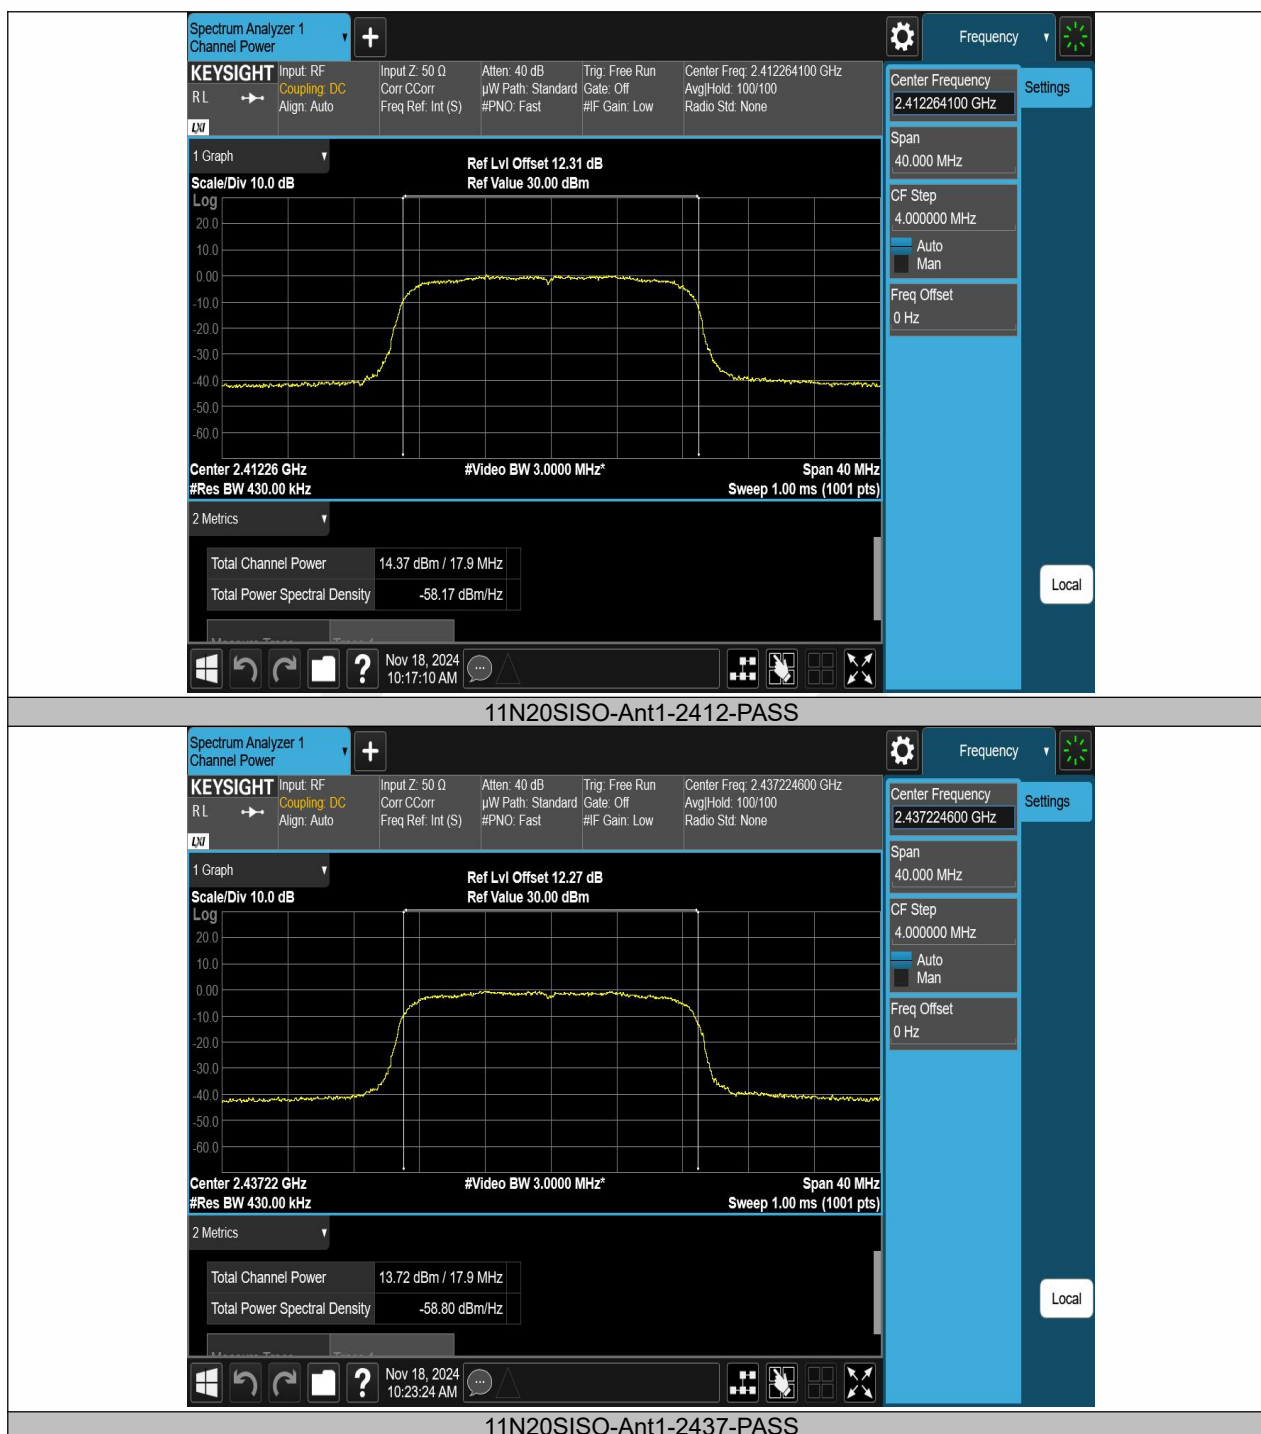 Spectrum Analyzer 1
Channel Power
Frequency
KEYSIGHT
RL
LXI
Input: RF
Coupling: DC
Align: Auto
Input Z: 50 Ω
Corr CCorr
Freq Ref: Int (S)
Atten: 40 dB
µW Path: Standard
#PNO: Fast
Trig: Free Run
Gate: Off
#IF Gain: Low
Center Freq: 2.412264100 GHz
Avg|Hold: 100/100
Radio Std: None
Center Frequency
2.412264100 GHz
Settings
Span
40.000 MHz
CF Step
4.000000 MHz
Auto
Man
Freq Offset
0 Hz
Local
1 Graph
Scale/Div 10.0 dB
Ref Lvl Offset 12.31 dB
Ref Value 30.00 dBm
Log
20.0
10.0
0.00
-10.0
-20.0
-30.0
-40.0
-50.0
-60.0
Center 2.41226 GHz
#Video BW 3.0000 MHz*
Span 40 MHz
#Res BW 430.00 kHz
Sweep 1.00 ms (1001 pts)
2 Metrics
Total Channel Power 14.37 dBm / 17.9 MHz
Total Power Spectral Density -58.17 dBm/Hz
Nov 18, 2024
10:17:10 AM
11N20SISO-Ant1-2412-PASS
Spectrum Analyzer 1
Channel Power
Frequency
KEYSIGHT
RL
LXI
Input: RF
Coupling: DC
Align: Auto
Input Z: 50 Ω
Corr CCorr
Freq Ref: Int (S)
Atten: 40 dB
µW Path: Standard
#PNO: Fast
Trig: Free Run
Gate: Off
#IF Gain: Low
Center Freq: 2.437224600 GHz
Avg|Hold: 100/100
Radio Std: None
Center Frequency
2.437224600 GHz
Settings
Span
40.000 MHz
CF Step
4.000000 MHz
Auto
Man
Freq Offset
0 Hz
Local
1 Graph
Scale/Div 10.0 dB
Ref Lvl Offset 12.27 dB
Ref Value 30.00 dBm
Log
20.0
10.0
0.00
-10.0
-20.0
-30.0
-40.0
-50.0
-60.0
Center 2.43722 GHz
#Video BW 3.0000 MHz*
Span 40 MHz
#Res BW 430.00 kHz
Sweep 1.00 ms (1001 pts)
2 Metrics
Total Channel Power 13.72 dBm / 17.9 MHz
Total Power Spectral Density -58.80 dBm/Hz
Nov 18, 2024
10:23:24 AM
11N20SISO-Ant1-2437-PASS